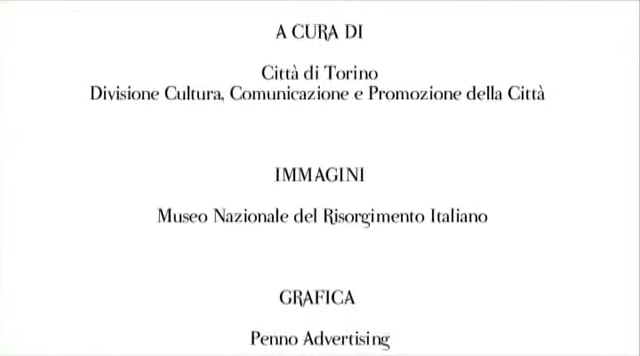 A CURA DI
Città di Torino
Divisione Cultura, Comunicazione e Promozione della Città
IMMAGINI
Museo Nazionale del Risorgimento Italiano
GRAFICA
Penno Advertising